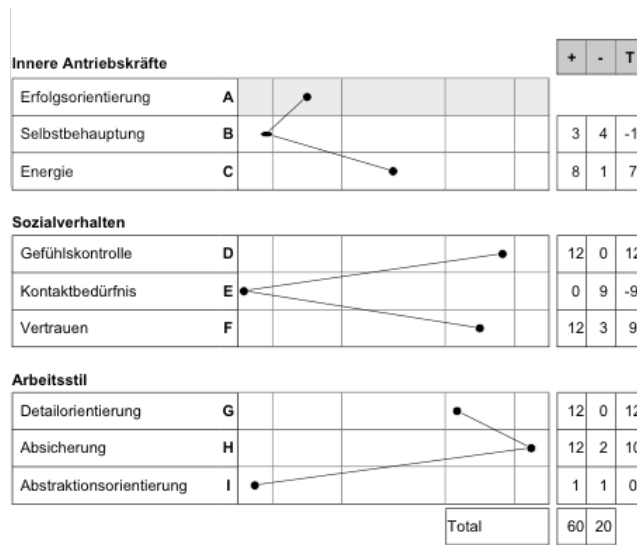 + - T
Innere Antriebskräfte
Erfolgsorientierung A
Selbstbehauptung B 3 4 -1
Energie C 8 1 7
Sozialverhalten
Gefühlskontrolle D 12 0 12
Kontaktbedürfnis E 0 9 -9
Vertrauen F 12 3 9
Arbeitsstil
Detailorientierung G 12 0 12
Absicherung H 12 2 10
Abstraktionsorientierung I 1 1 0
Total 60 20